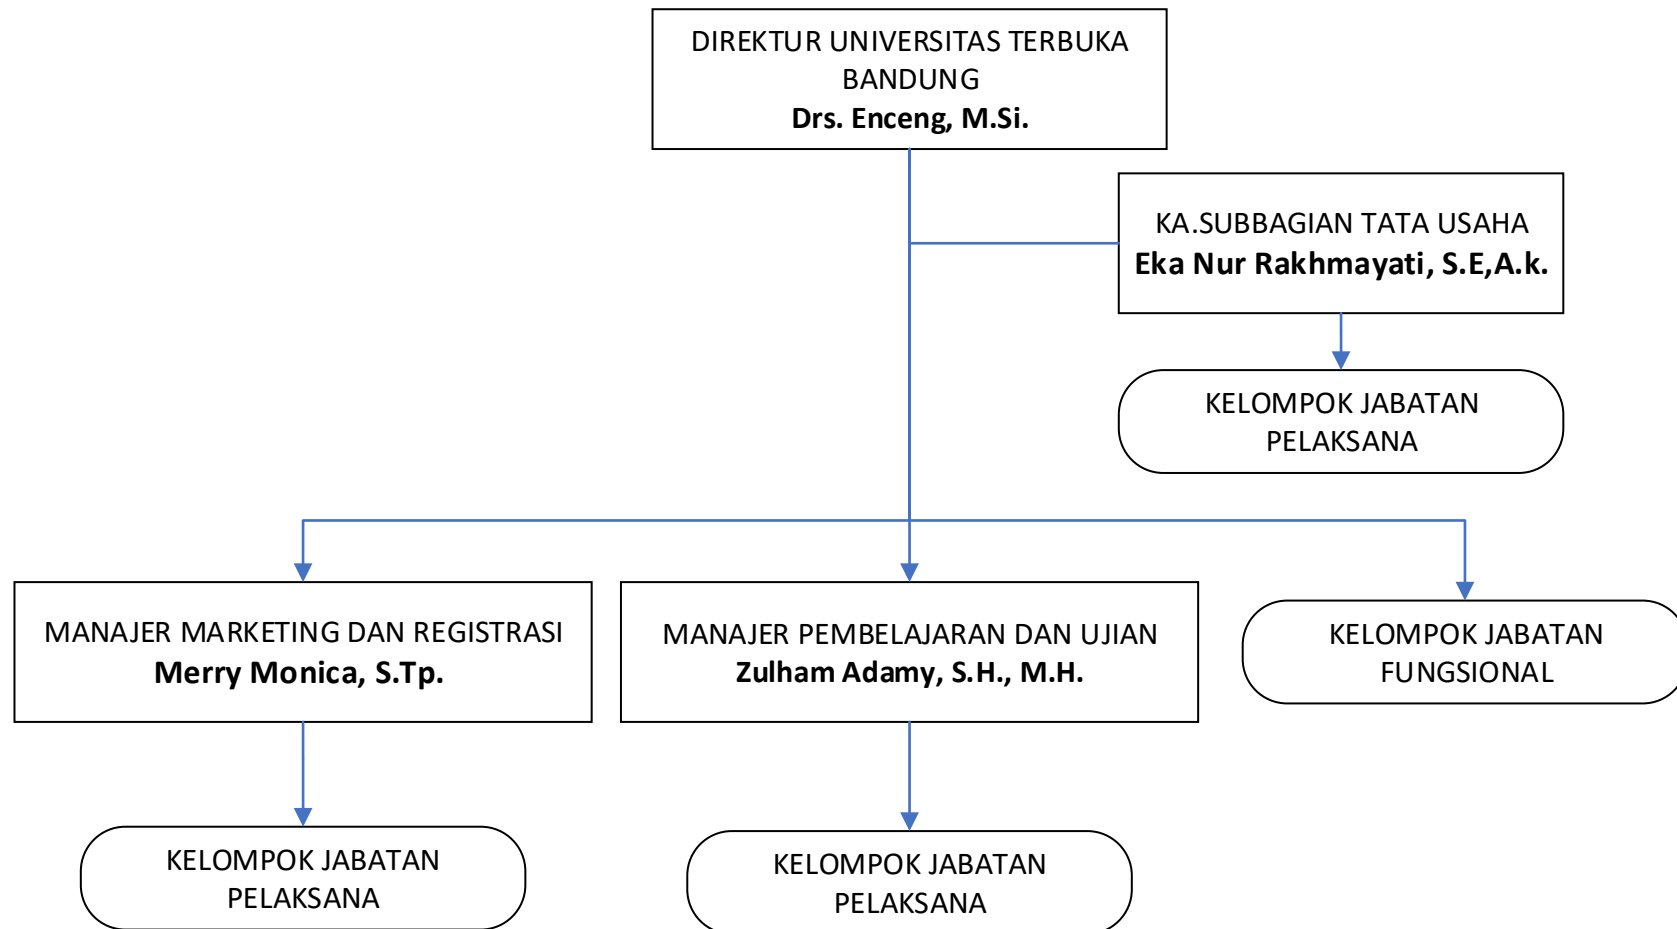 DIREKTUR UNIVERSITAS TERBUKA
BANDUNG
Drs. Enceng, M.Si.
KA.SUBBAGIAN TATA USAHA
Eka Nur Rakhmayati, S.E,A.k.
KELOMPOK JABATAN
PELAKSANA
MANAJER MARKETING DAN REGISTRASI
Merry Monica, S.Tp.
MANAJER PEMBELAJARAN DAN UJIAN
Zulham Adamy, S.H., M.H.
KELOMPOK JABATAN
FUNGSIONAL
KELOMPOK JABATAN
PELAKSANA
KELOMPOK JABATAN
PELAKSANA